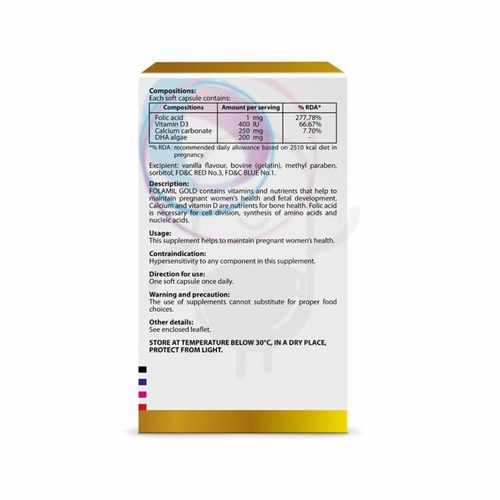 Compositions:
Each soft capsule contains:
Compositions Amount per serving % RDA*
Folic acid 1 mg 277.78%
Vitamin D3 400 IU 66.67%
Calcium carbonate 250 mg 7.70%
DHA algae 200 mg -
*% RDA : recommended daily allowance based on 2510 kcal diet in
pregnancy.
Excipient: vanilla flavour, bovine (gelatin), methyl paraben,
sorbitol, FD&C RED No.3, FD&C BLUE No.1.
Description:
FOLAMIL GOLD contains vitamins and nutrients that help to
maintain pregnant women's health and fetal development.
Calcium and vitamin D are nutrients for bone health. Folic acid
is necessary for cell division, synthesis of amino acids and
nucleic acids.
Usage:
This supplement helps to maintain pregnant women's health.
Contraindication:
Hypersensitivity to any component in this supplement.
Direction for use:
One soft capsule once daily.
Warning and precaution:
The use of supplements cannot substitute for proper food
choices.
Other details:
See enclosed leaflet.
STORE AT TEMPERATURE BELOW 30°C, IN A DRY PLACE,
PROTECT FROM LIGHT.